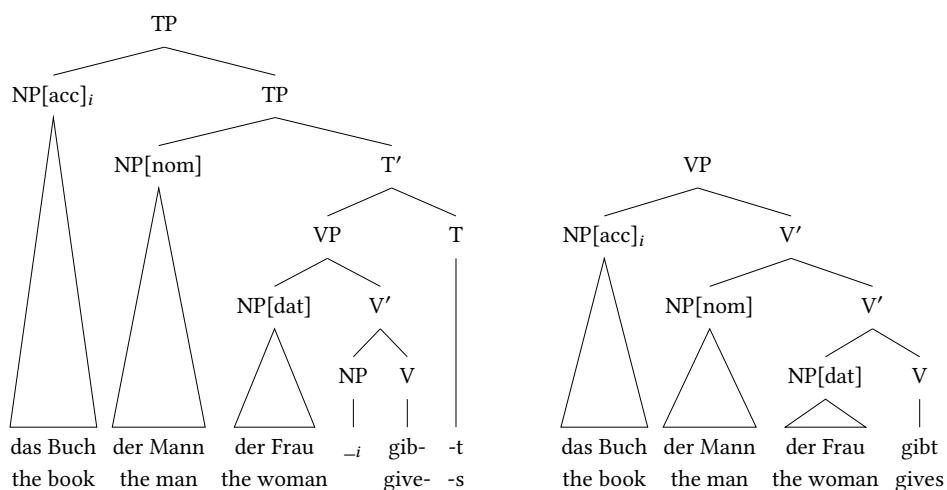 TP
NP[acc]i TP
NP[nom] T′ VP
VP T NP[acc]i V′
NP[dat] V′ NP[nom] V′
NP V NP[dat] V
das Buch der Mann der Frau _i gib- -t das Buch der Mann der Frau gibt
the book the man the woman give- -s the book the man the woman gives